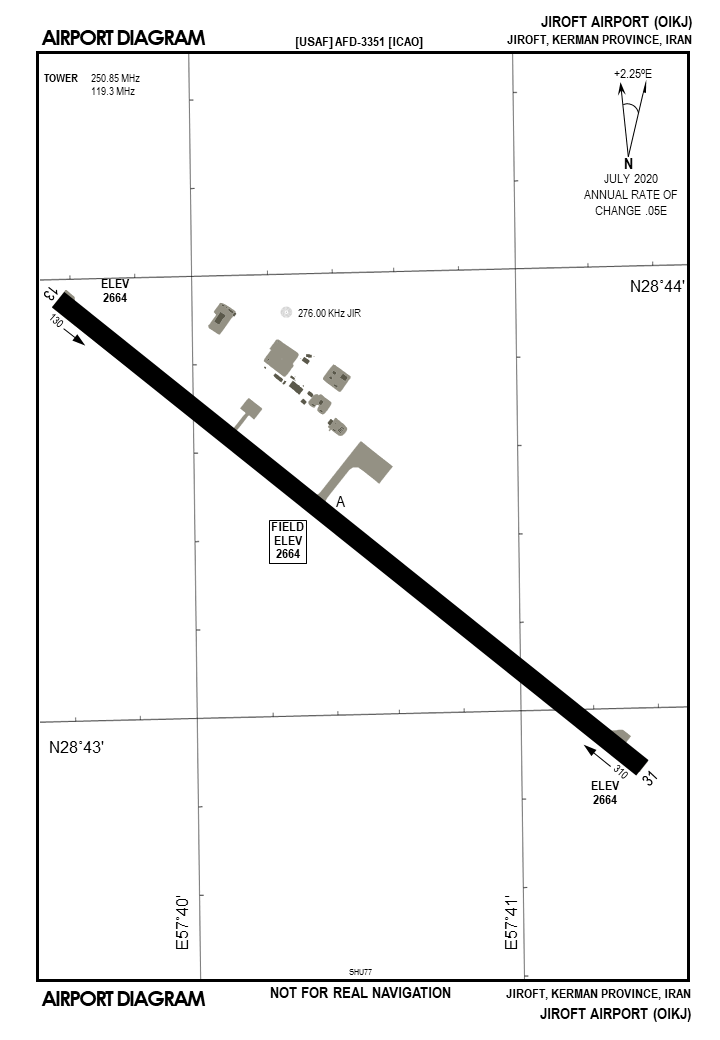 JIROFT AIRPORT (OIKJ)
AIRPORT DIAGRAM
[USAF] AFD-3351 [ICAO]
JIROFT, KERMAN PROVINCE, IRAN
TOWER 250.85 MHz
119.3 MHz
+2.25ºE
N
JULY 2020
ANNUAL RATE OF
CHANGE .05E
N28˚44'
ELEV
2664
13
130
276.00 KHz JIR
A
FIELD
ELEV
2664
N28˚43'
310
31
ELEV
2664
E57˚40'
E57˚41'
SHU77
AIRPORT DIAGRAM
NOT FOR REAL NAVIGATION
JIROFT, KERMAN PROVINCE, IRAN
JIROFT AIRPORT (OIKJ)